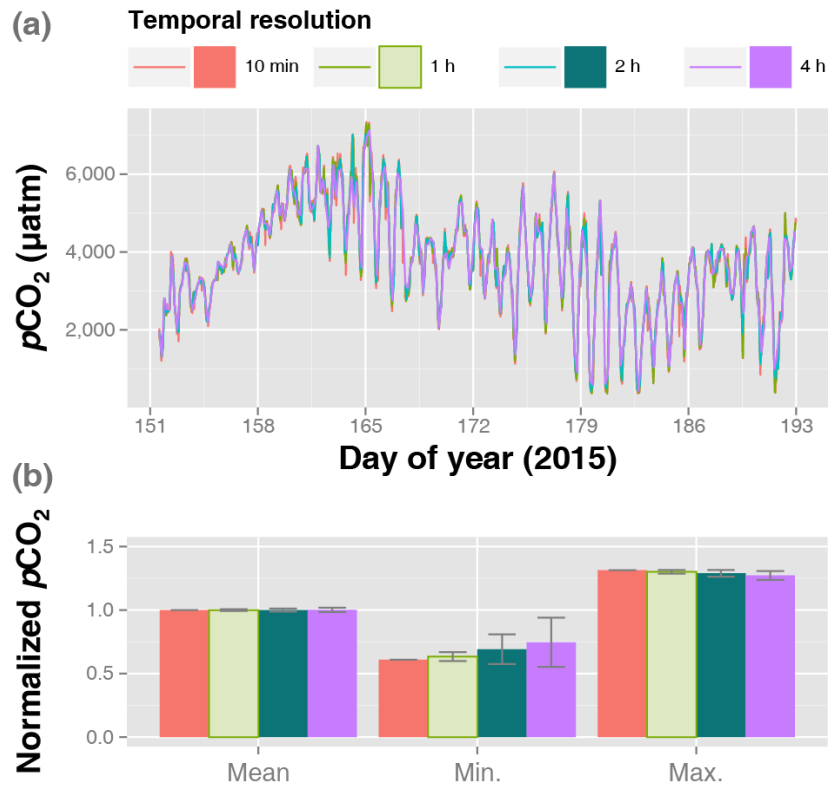 (a)
Temporal resolution
10 min 1 h 2 h 4 h
pCO₂ (µatm)
6,000
4,000
2,000
151 158 165 172 179 186 193
Day of year (2015)
(b)
Normalized pCO₂
1.5
1.0
0.5
0.0
Mean Min. Max.